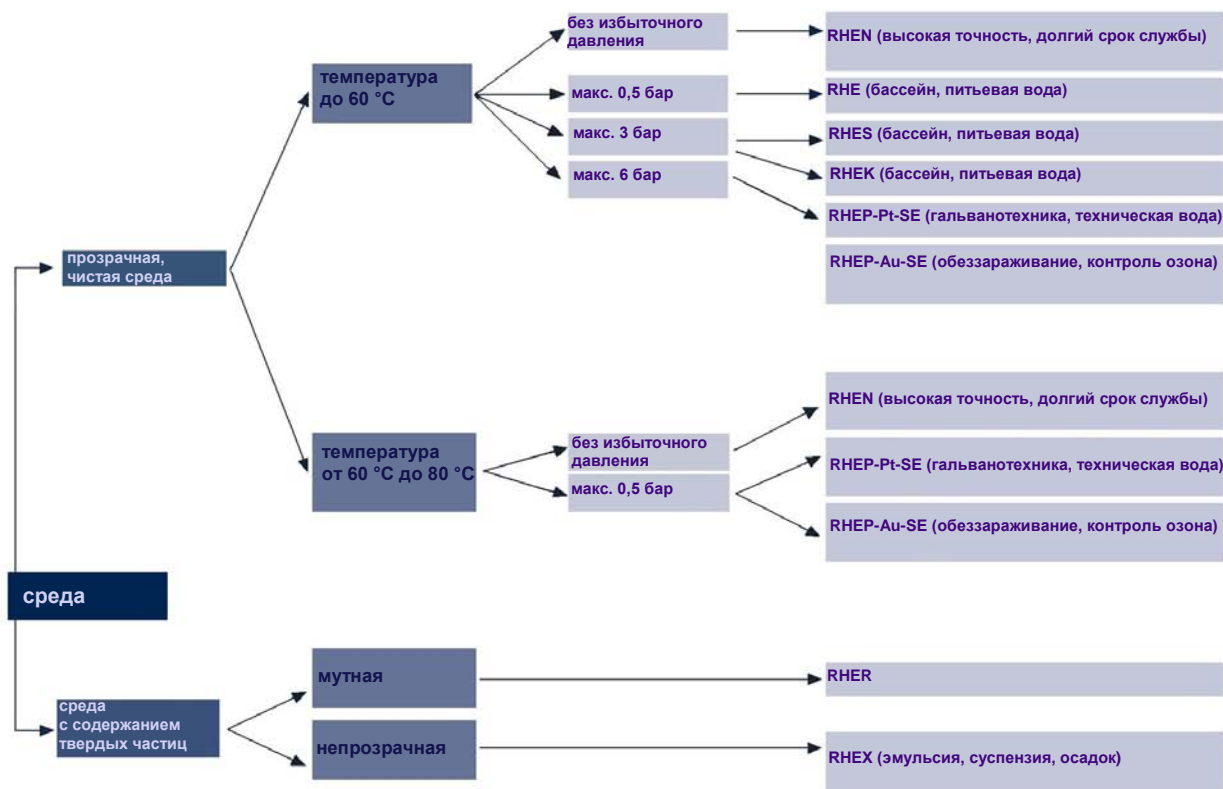 без избыточного
давления
RHEN (высокая точность, долгий срок службы)
температура
до 60 °C
макс. 0,5 бар
RHE (бассейн, питьевая вода)
макс. 3 бар
RHES (бассейн, питьевая вода)
макс. 6 бар
RHEK (бассейн, питьевая вода)
RHEP-Pt-SE (гальванотехника, техническая вода)
прозрачная,
чистая среда
RHEP-Au-SE (обеззараживание, контроль озона)
температура
от 60 °C до 80 °C
без избыточного
давления
RHEN (высокая точность, долгий срок службы)
макс. 0,5 бар
RHEP-Pt-SE (гальванотехника, техническая вода)
RHEP-Au-SE (обеззараживание, контроль озона)
среда
мутная
RHER
среда
с содержанием
твердых частиц
непрозрачная
RHEX (эмульсия, суспензия, осадок)